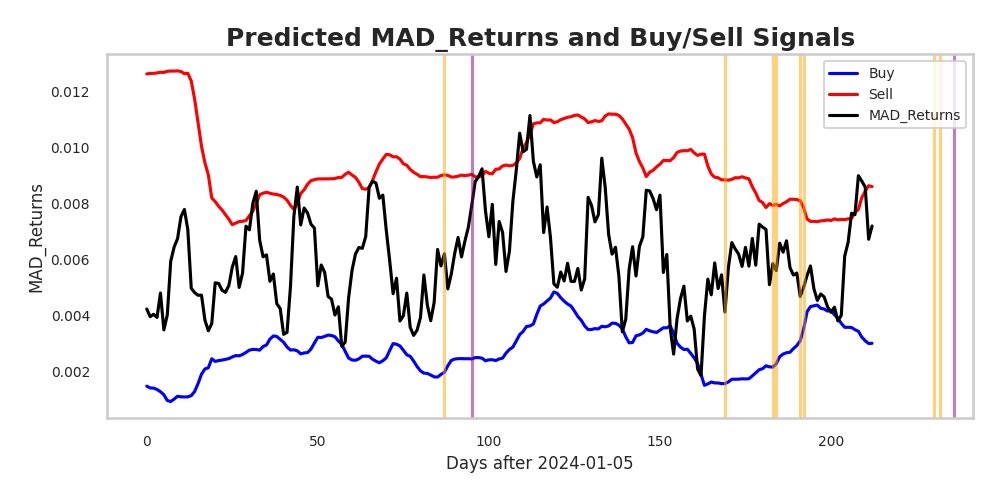 Predicted MAD_Returns and Buy/Sell Signals
Buy
Sell
MAD_Returns
0.012
0.010
0.008
0.006
0.004
0.002
MAD_Returns
0
50
100
150
200
Days after 2024-01-05